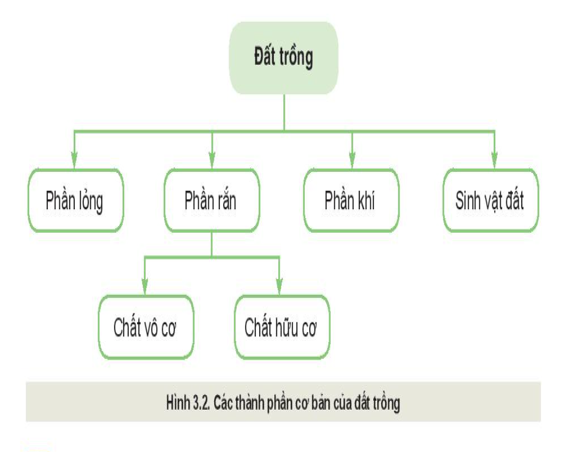 Đất trồng
Phần lỏng
Phần rắn
Phần khí
Sinh vật đất
Chất vô cơ
Chất hữu cơ
Hình 3.2. Các thành phần cơ bản của đất trồng